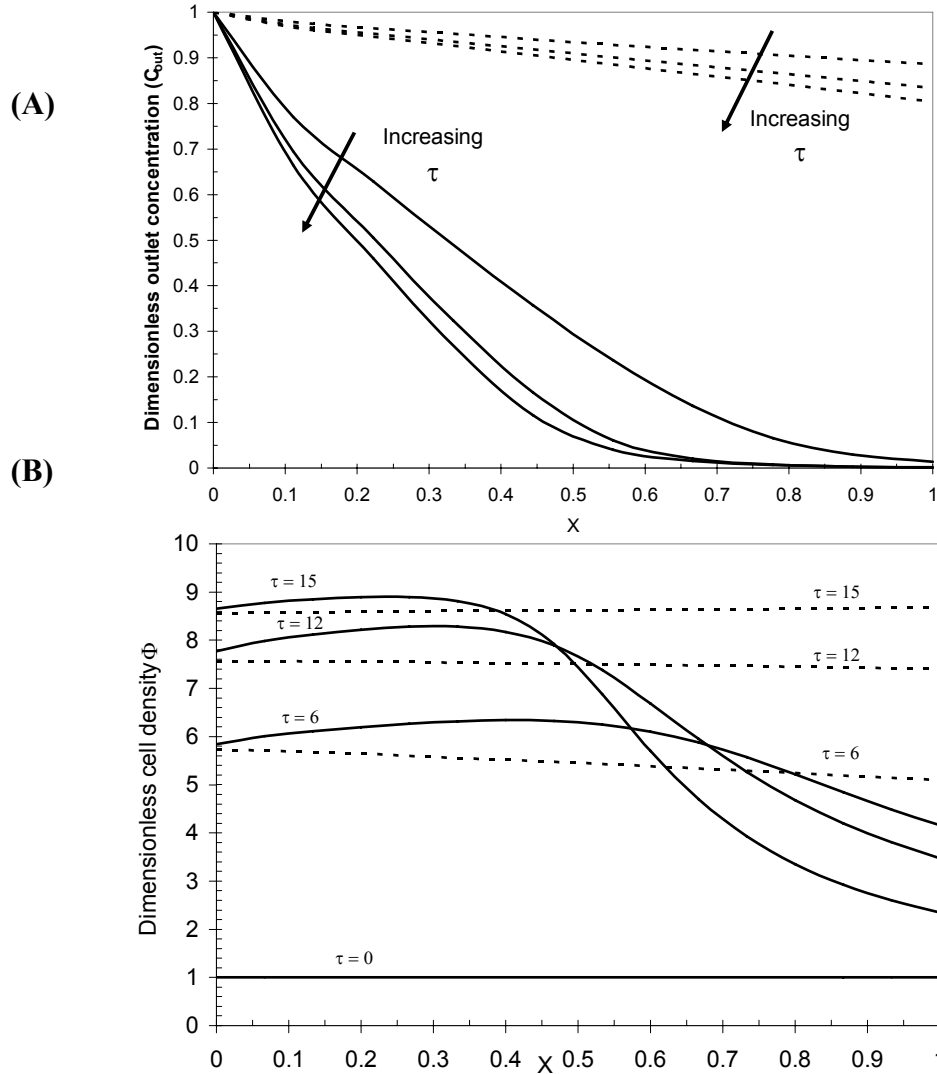 (A)
Dimensionless outlet concentration (Cout)
1
0.9
0.8
0.7
0.6
0.5
0.4
0.3
0.2
0.1
0
Increasing
τ
Increasing
τ
0 0.1 0.2 0.3 0.4 0.5 0.6 0.7 0.8 0.9 1
X
(B)
Dimensionless cell density Φ
10
9
8
7
6
5
4
3
2
1
0
τ = 15
τ = 15
τ = 12
τ = 12
τ = 6
τ = 6
τ = 0
0 0.1 0.2 0.3 0.4 X 0.5 0.6 0.7 0.8 0.9 1